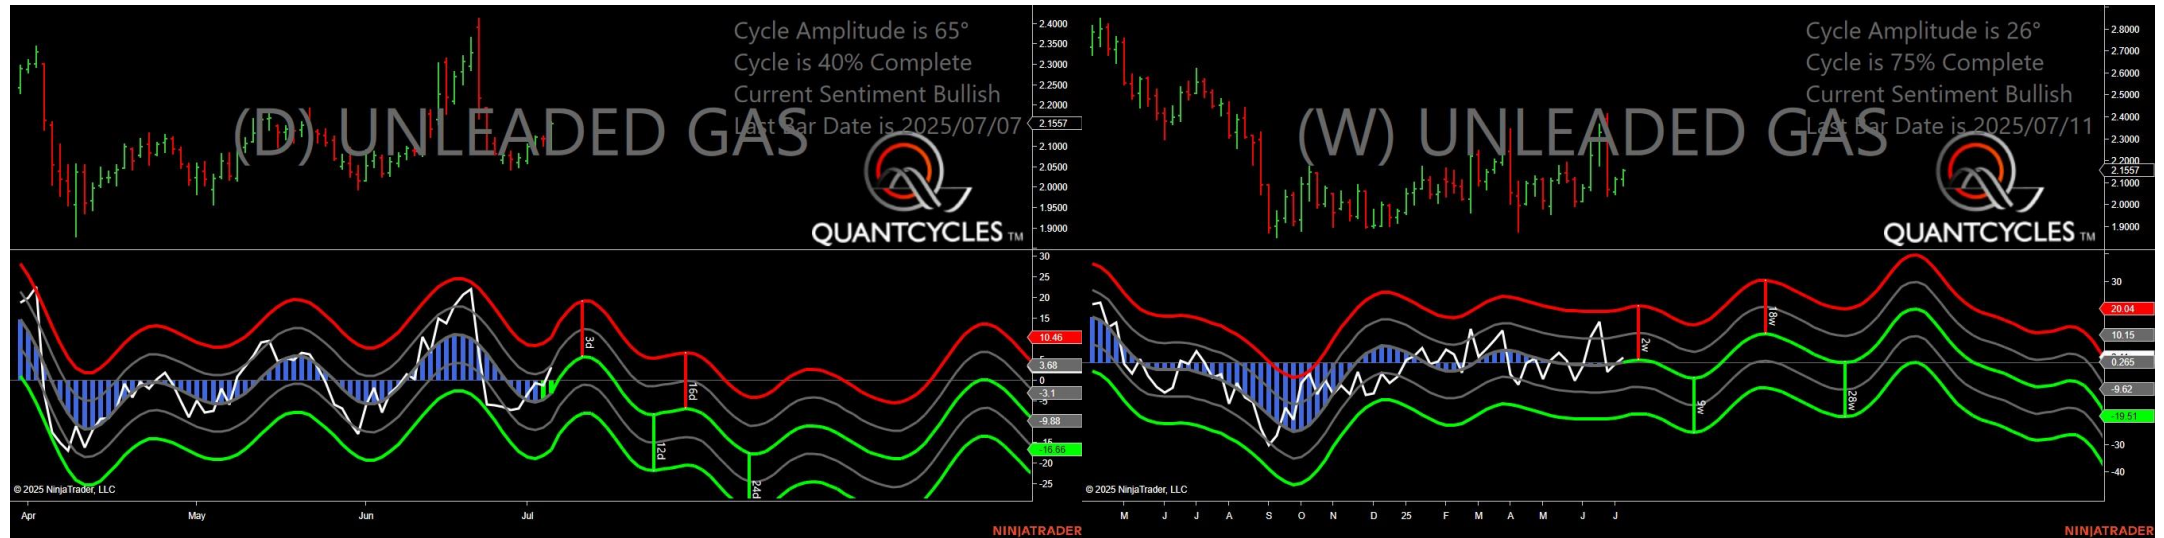 Cycle Amplitude is 65°
Cycle is 40% Complete
Current Sentiment Bullish
Last Bar Date is 2025/07/07
(D) UNLEADED GAS
QUANTCYCLES TM
2.4000
2.3500
2.3000
2.2500
2.2000
2.1557
2.1000
2.0500
2.0000
1.9500
1.9000
30
25
20
15
10.46
5
3.68
0
-3.1
-5
-9.88
-15
-16.66
-20
-25
3d
12d
16d
24d
© 2025 NinjaTrader, LLC
Apr May Jun Jul
NINJATRADER
Cycle Amplitude is 26°
Cycle is 75% Complete
Current Sentiment Bullish
Last Bar Date is 2025/07/11
(W) UNLEADED GAS
QUANTCYCLES TM
2.8000
2.7000
2.6000
2.5000
2.4000
2.3000
2.2000
2.1557
2.1000
2.0000
1.9000
30
20.04
10.15
0.265
-9.62
-19.51
-30
-40
2w
9w
18w
28w
© 2025 NinjaTrader, LLC
M J J A S O N D 25 F M A M J J
NINJATRADER